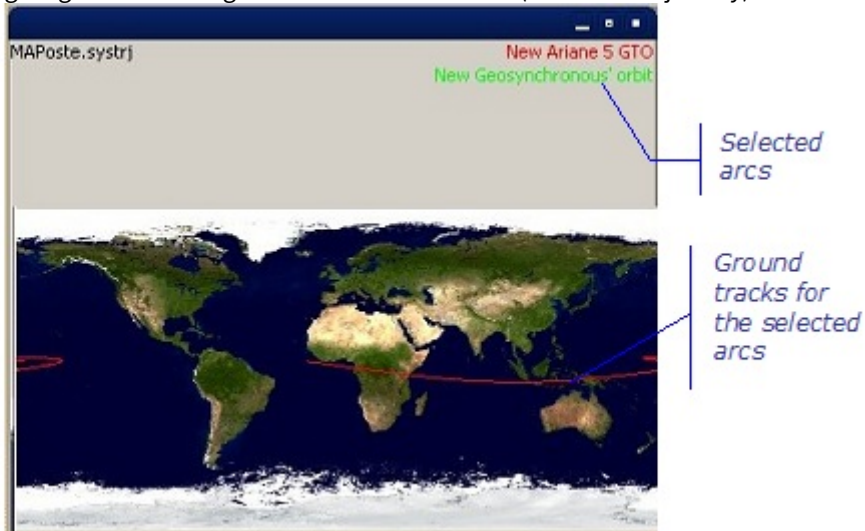 MAPoste.systrj
New Ariane 5 GTO
New Geosynchronous' orbit
Selected
arcs
Ground
tracks for
the selected
arcs